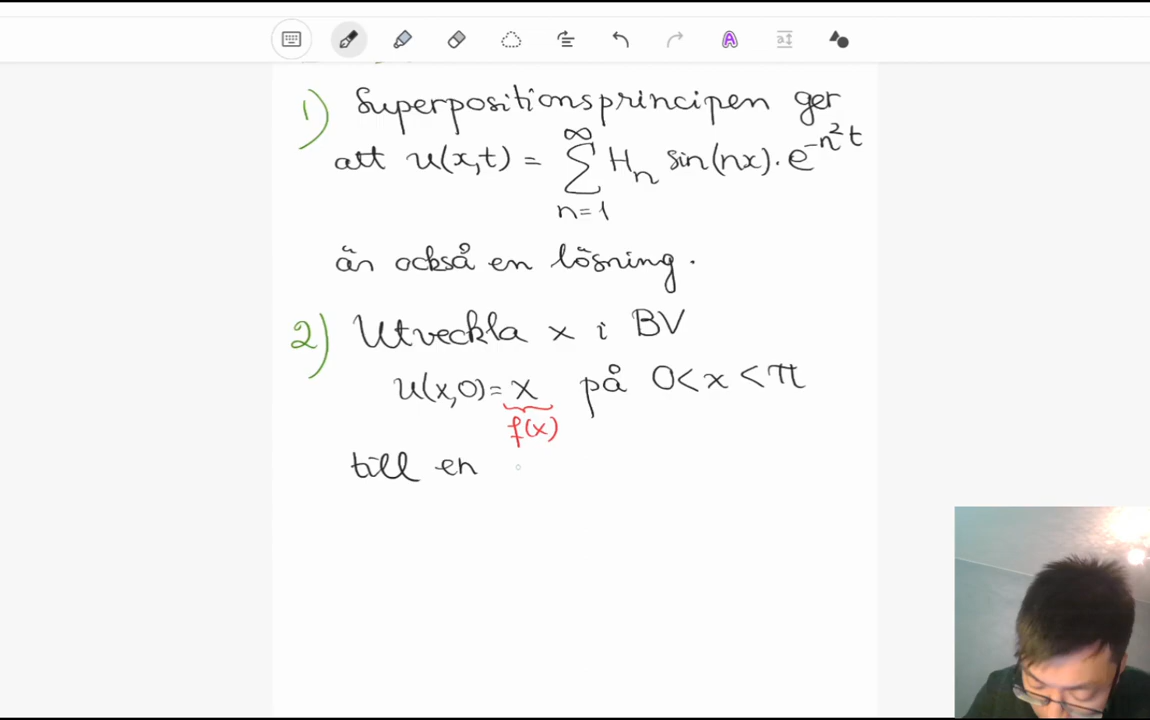 1) Superpositionsprincipen ger
att u(x,t) = ∑_{n=1}^{∞} H_n sin(nx)·e^{-n²t}
är också en lösning.
2) Utveckla x i BV
u(x,0)= x på 0<x<π
f(x)
till en